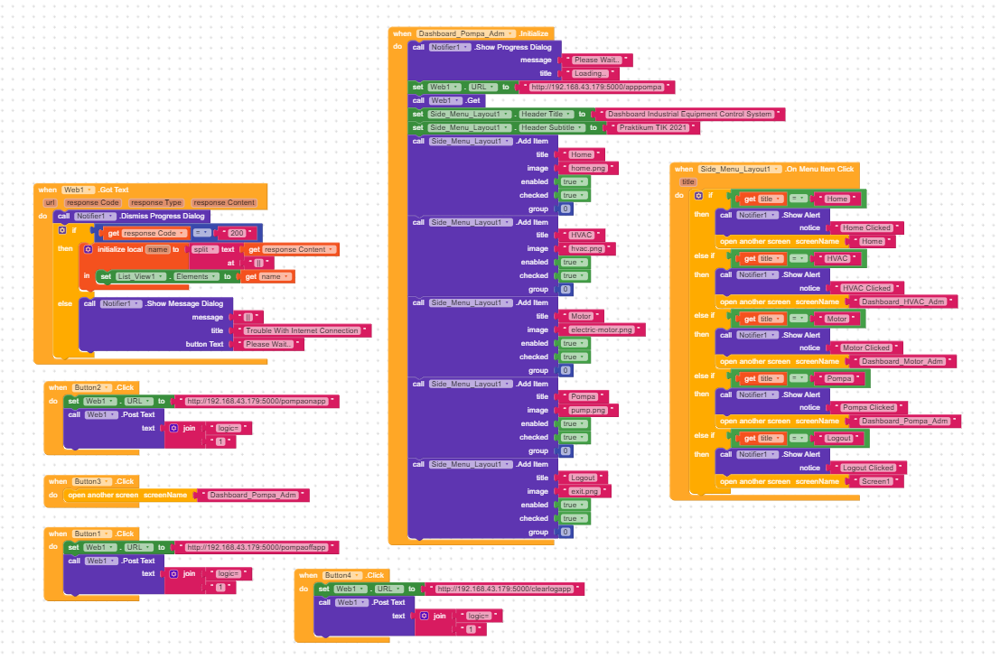 when Dashboard_Pompa_Adm .Initialize
do call Notifier1 .Show Progress Dialog
message " Please Wait.. "
title " Loading.. "
set Web1 . URL to " http://192.168.43.179:5000/apppompa "
call Web1 .Get
set Side_Menu_Layout1 . Header Title to " Dashboard Industrial Equipment Control System "
set Side_Menu_Layout1 . Header Subtitle to " Praktikum TIK 2021 "
call Side_Menu_Layout1 .Add Item
title " Home "
image " home.png "
enabled true
checked true
group 0
call Side_Menu_Layout1 .Add Item
title " HVAC "
image " hvac.png "
enabled true
checked true
group 0
call Side_Menu_Layout1 .Add Item
title " Motor "
image " electric-motor.png "
enabled true
checked true
group 0
call Side_Menu_Layout1 .Add Item
title " Pompa "
image " pump.png "
enabled true
checked true
group 0
call Side_Menu_Layout1 .Add Item
title " Logout "
image " exit.png "
enabled true
checked true
group 0
when Web1 .Got Text
url response Code response Type response Content
do call Notifier1 .Dismiss Progress Dialog
if get response Code = " 200 "
then initialize local name to split text get response Content
at " || "
in set List_View1 . Elements to get name
else call Notifier1 .Show Message Dialog
message " || "
title " Trouble With Internet Connection "
button Text " Please Wait.. "
when Button2 .Click
do set Web1 . URL to " http://192.168.43.179:5000/pompaonapp "
call Web1 .Post Text
text join " logic= "
" 1 "
when Button3 .Click
do open another screen screenName " Dashboard_Pompa_Adm "
when Button1 .Click
do set Web1 . URL to " http://192.168.43.179:5000/pompaoffapp "
call Web1 .Post Text
text join " logic= "
" 1 "
when Button4 .Click
do set Web1 . URL to " http://192.168.43.179:5000/clearlogapp "
call Web1 .Post Text
text join " logic= "
" 1 "
when Side_Menu_Layout1 .On Menu Item Click
title
do if get title = " Home "
then call Notifier1 .Show Alert
notice " Home Clicked "
open another screen screenName " Home "
else if get title = " HVAC "
then call Notifier1 .Show Alert
notice " HVAC Clicked "
open another screen screenName " Dashboard_HVAC_Adm "
else if get title = " Motor "
then call Notifier1 .Show Alert
notice " Motor Clicked "
open another screen screenName " Dashboard_Motor_Adm "
else if get title = " Pompa "
then call Notifier1 .Show Alert
notice " Pompa Clicked "
open another screen screenName " Dashboard_Pompa_Adm "
else if get title = " Logout "
then call Notifier1 .Show Alert
notice " Logout Clicked "
open another screen screenName " Screen1 "